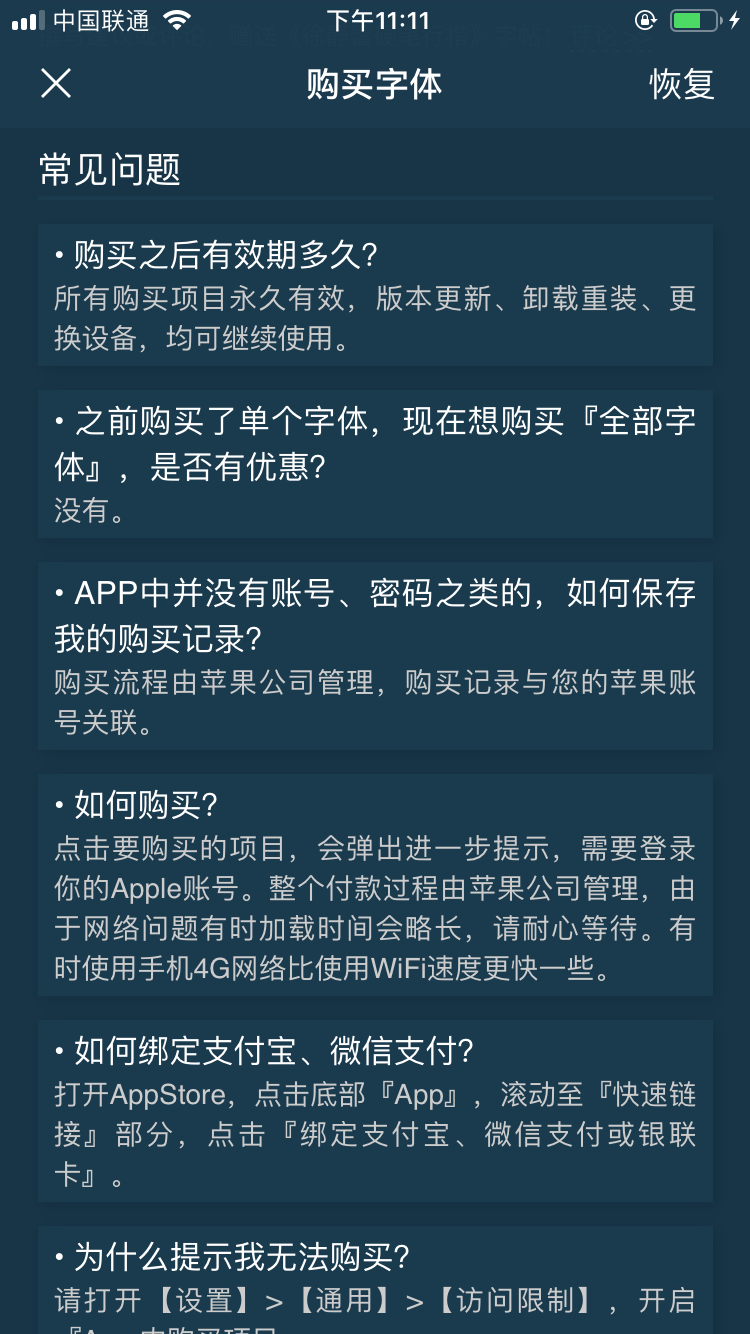 中国联通
下午11:11
购买字体
恢复
常见问题
• 购买之后有效期多久?
所有购买项目永久有效，版本更新、卸载重装、更
换设备，均可继续使用。
• 之前购买了单个字体，现在想购买『全部字
体』，是否有优惠?
没有。
• APP中并没有账号、密码之类的，如何保存
我的购买记录?
购买流程由苹果公司管理，购买记录与您的苹果账
号关联。
• 如何购买?
点击要购买的项目，会弹出进一步提示，需要登录
你的Apple账号。整个付款过程由苹果公司管理，由
于网络问题有时加载时间会略长，请耐心等待。有
时使用手机4G网络比使用WiFi速度更快一些。
• 如何绑定支付宝、微信支付?
打开AppStore，点击底部『App』，滚动至『快速链
接』部分，点击『绑定支付宝、微信支付或银联
卡』。
• 为什么提示我无法购买?
请打开【设置】>【通用】>【访问限制】，开启